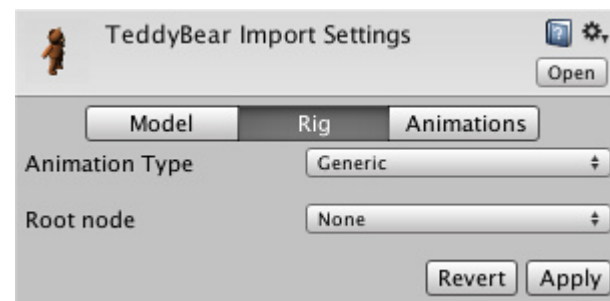 TeddyBear Import Settings
Open
Model Rig Animations
Animation Type Generic
Root node None
Revert Apply